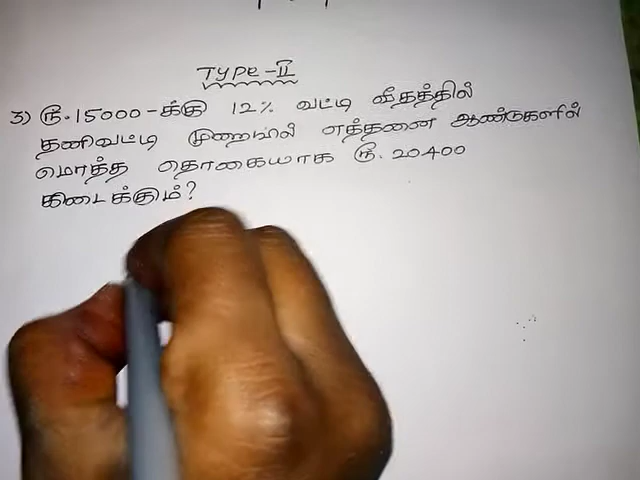 TYPE-II
3) ரூ.15000-க்கு 12% வட்டி வீதத்தில்
தனிவட்டி முறையில் எத்தனை ஆண்டுகளில்
மொத்த தொகையாக ரூ.20400
கிடைக்கும்?